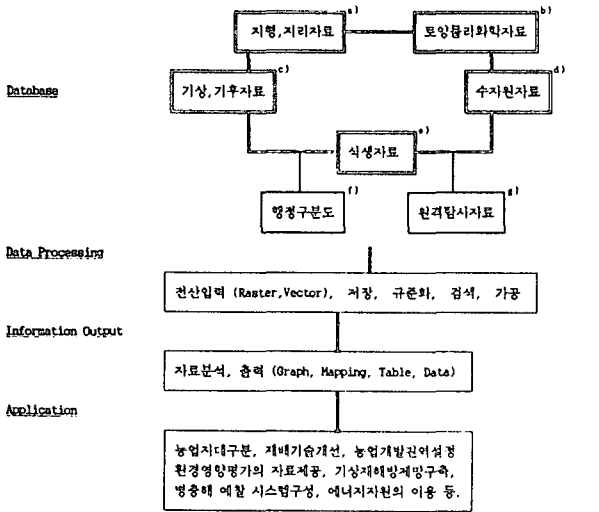 지형,지리자료 a)
토양물리화학자료 b)
Database
기상,기후자료 c)
수자원자료 d)
식생자료 e)
행정구분도 f)
원격탐사자료 g)
Data Processing
전산입력 (Raster,Vector), 저장, 규준화, 검색, 가공
Information Output
자료분석, 출력 (Graph, Mapping, Table, Data)
Application
농업지대구분, 재배기술개선, 농업개발권역설정
환경영향평가의 자료제공, 기상재해방제망구축,
병충해 예찰 시스템구성, 에너지자원의 이용 등.